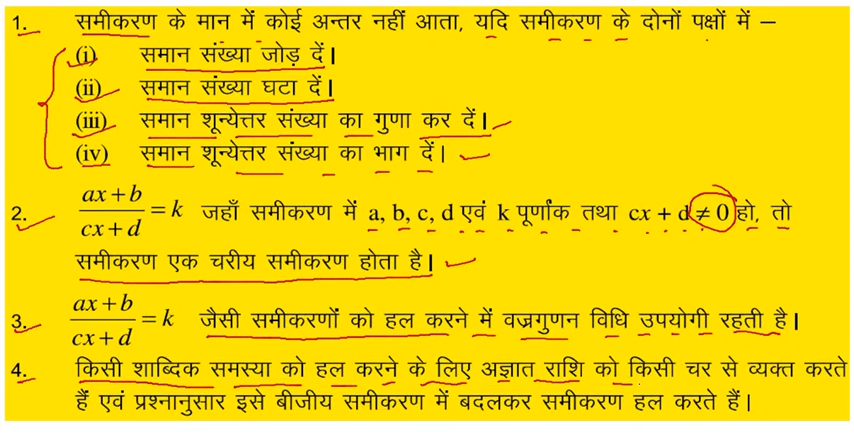 1. समीकरण के मान में कोई अन्तर नहीं आता, यदि समीकरण के दोनों पक्षों में –
(i) समान संख्या जोड़ दें।
(ii) समान संख्या घटा दें।
(iii) समान शून्येत्तर संख्या का गुणा कर दें।
(iv) समान शून्येत्तर संख्या का भाग दें।
2. (ax+b)/(cx+d) = k जहाँ समीकरण में a, b, c, d एवं k पूर्णांक तथा cx + d ≠ 0 हो, तो
समीकरण एक चरीय समीकरण होता है।
3. (ax+b)/(cx+d) = k जैसी समीकरणों को हल करने में वज्रगुणन विधि उपयोगी रहती है।
4. किसी शाब्दिक समस्या को हल करने के लिए अज्ञात राशि को किसी चर से व्यक्त करते
हैं एवं प्रश्नानुसार इसे बीजीय समीकरण में बदलकर समीकरण हल करते हैं।